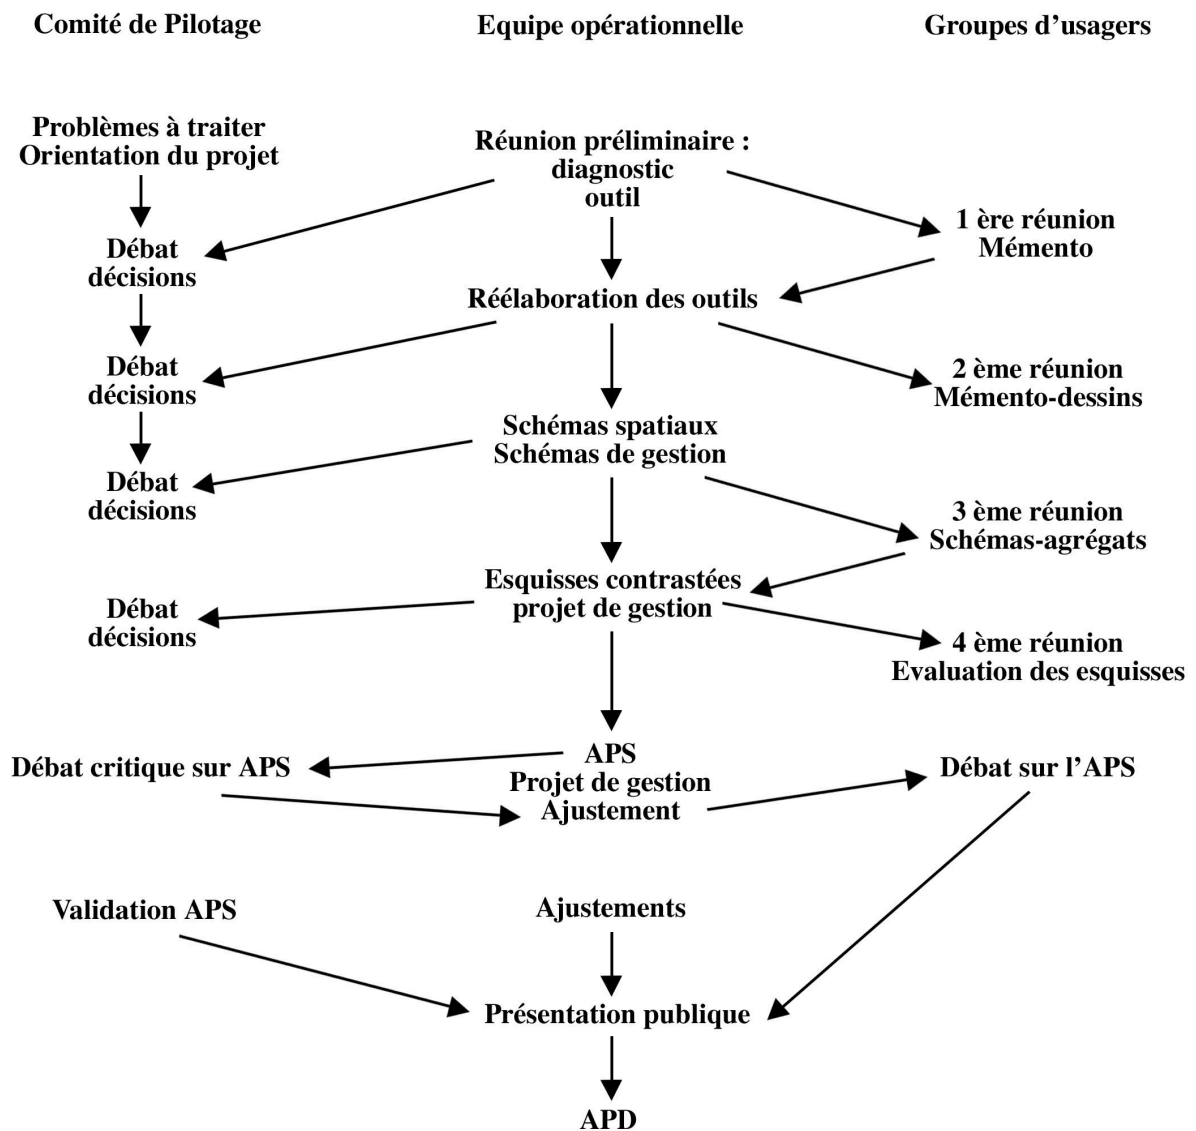 Comité de Pilotage
Equipe opérationnelle
Groupes d'usagers
Problèmes à traiter
Orientation du projet
Réunion préliminaire :
diagnostic
outil
1 ère réunion
Mémento
Débat
décisions
Réélaboration des outils
Débat
décisions
2 ème réunion
Mémento-dessins
Schémas spatiaux
Schémas de gestion
Débat
décisions
3 ème réunion
Schémas-agrégats
Esquisses contrastées
projet de gestion
Débat
décisions
4 ème réunion
Evaluation des esquisses
Débat critique sur APS
APS
Projet de gestion
Ajustement
Débat sur l'APS
Validation APS
Ajustements
Présentation publique
APD